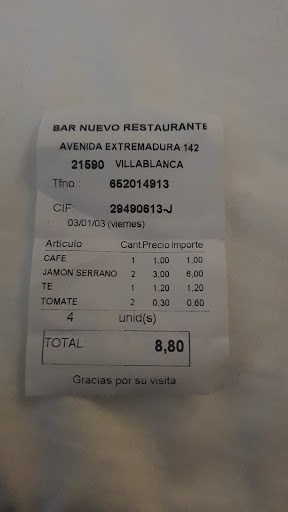 BAR NUEVO RESTAURANTE
AVENIDA EXTREMADURA 142
21590 VILLABLANCA
Tfno.: 652014913
CIF: 29490613-J
: 03/01/03 (viernes)
Articulo Cant Precio Importe
CAFE 1 1,00 1,00
JAMON SERRANO 2 3,00 6,00
TE 1 1,20 1,20
TOMATE 2 0,30 0,60
4 unid(s)
TOTAL: 8,80
Gracias por su visita